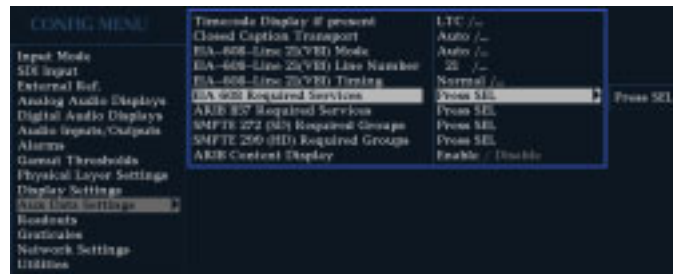 CONFIG MENU
Input Mode
SDI Input
External Ref.
Analog Audio Displays
Digital Audio Displays
Audio Inputs/Outputs
Alarms
Gamut Thresholds
Physical Layer Settings
Display Settings
Aux Data Settings
Readouts
Graticules
Network Settings
Utilities
Timecode Display if present LTC /...
Closed Caption Transport Auto /...
EIA-608-Line 21(VBI) Mode Auto /...
EIA-608-Line 21(VBI) Line Number 21 /...
EIA-608-Line 21(VBI) Timing Normal /...
EIA 608 Required Services Press SEL
ARIB B37 Required Services Press SEL
SMPTE 272 (SD) Required Groups Press SEL
SMPTE 299 (HD) Required Groups Press SEL
ARIB Content Display Enable / Disable
Press SEL